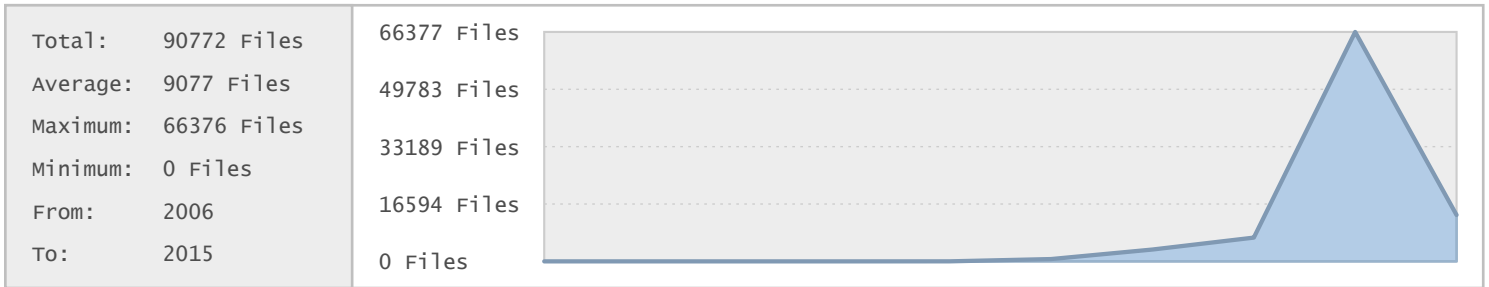 Total: 90772 Files
Average: 9077 Files
Maximum: 66376 Files
Minimum: 0 Files
From: 2006
To: 2015
66377 Files
49783 Files
33189 Files
16594 Files
0 Files